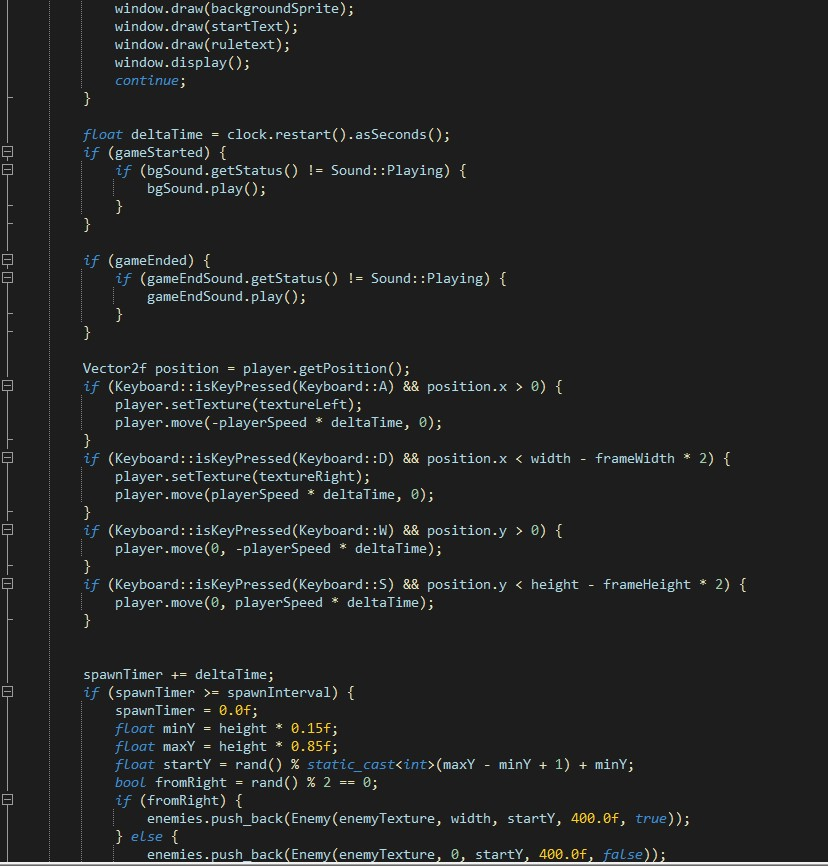 window.draw(backgroundSprite);
window.draw(startText);
window.draw(ruletext);
window.display();
continue;
}
float deltaTime = clock.restart().asSeconds();
if (gameStarted) {
if (bgSound.getStatus() != Sound::Playing) {
bgSound.play();
}
}
if (gameEnded) {
if (gameEndSound.getStatus() != Sound::Playing) {
gameEndSound.play();
}
}
Vector2f position = player.getPosition();
if (Keyboard::isKeyPressed(Keyboard::A) && position.x > 0) {
player.setTexture(textureLeft);
player.move(-playerSpeed * deltaTime, 0);
}
if (Keyboard::isKeyPressed(Keyboard::D) && position.x < width - frameWidth * 2) {
player.setTexture(textureRight);
player.move(playerSpeed * deltaTime, 0);
}
if (Keyboard::isKeyPressed(Keyboard::W) && position.y > 0) {
player.move(0, -playerSpeed * deltaTime);
}
if (Keyboard::isKeyPressed(Keyboard::S) && position.y < height - frameHeight * 2) {
player.move(0, playerSpeed * deltaTime);
}
spawnTimer += deltaTime;
if (spawnTimer >= spawnInterval) {
spawnTimer = 0.0f;
float minY = height * 0.15f;
float maxY = height * 0.85f;
float startY = rand() % static_cast<int>(maxY - minY + 1) + minY;
bool fromRight = rand() % 2 == 0;
if (fromRight) {
enemies.push_back(Enemy(enemyTexture, width, startY, 400.0f, true));
} else {
enemies.push_back(Enemy(enemyTexture, 0, startY, 400.0f, false));